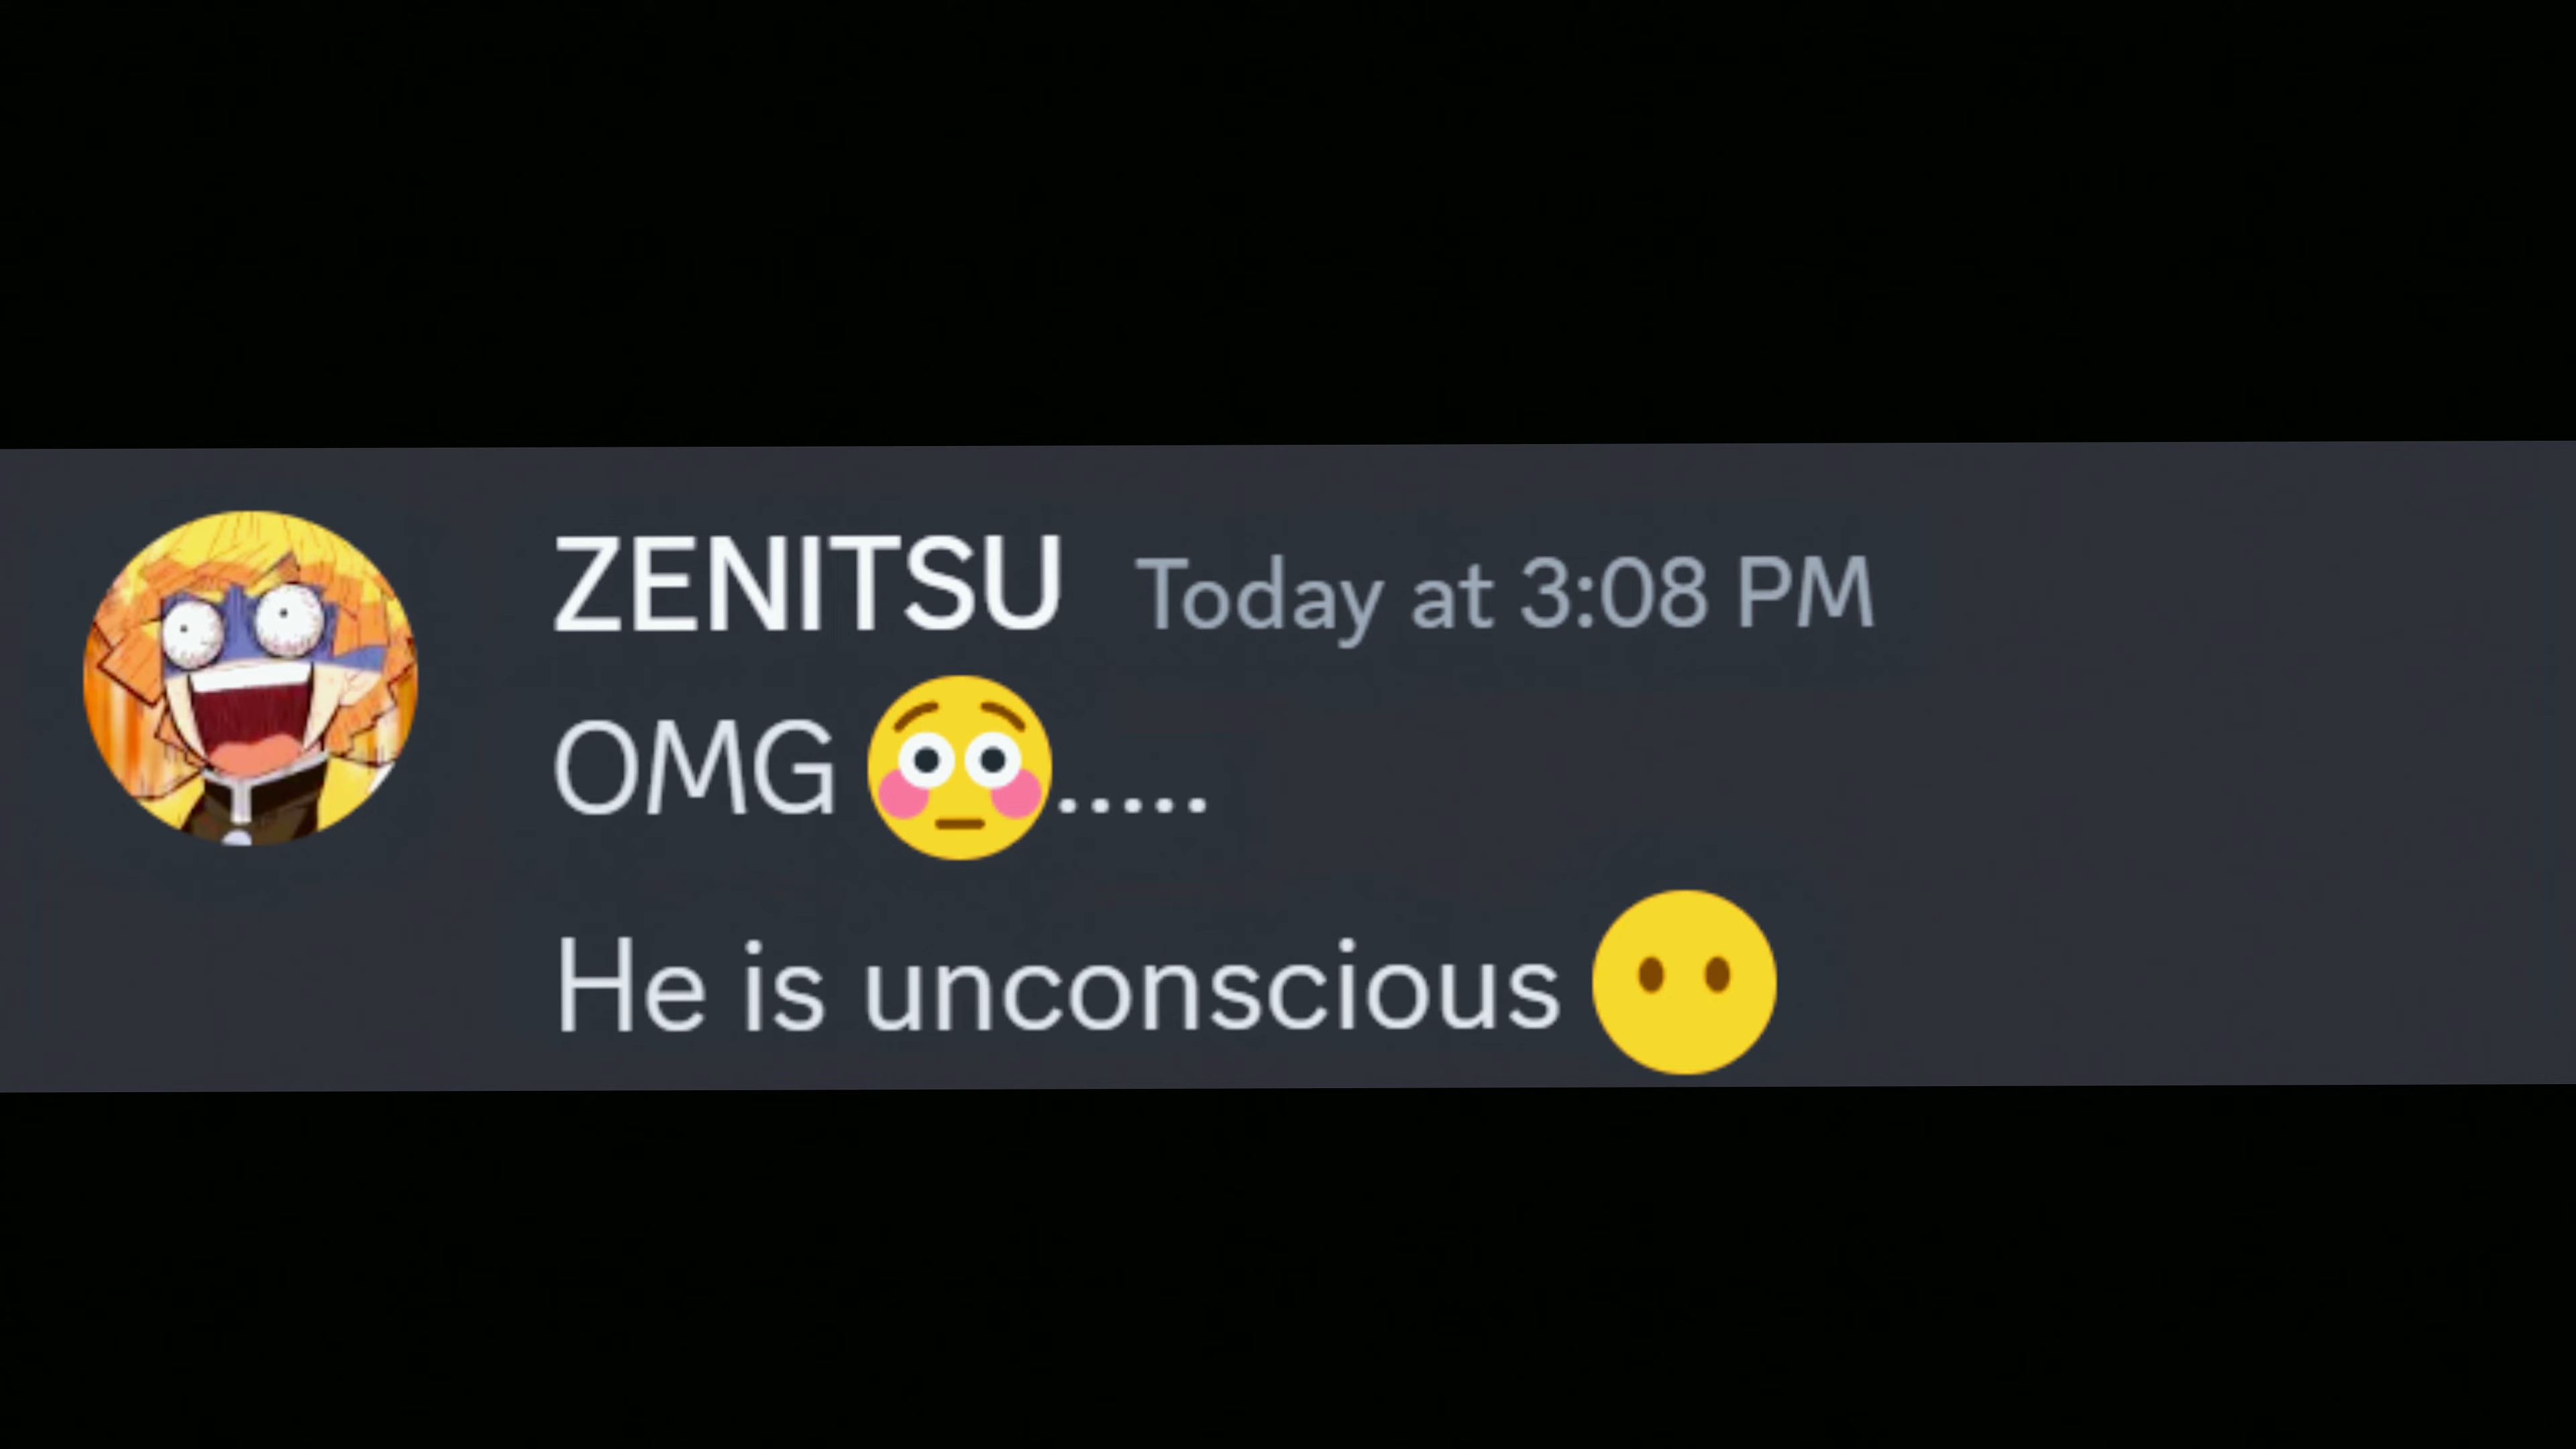 ZENITSU Today at 3:08 PM
OMG 😳.....
He is unconscious 😶